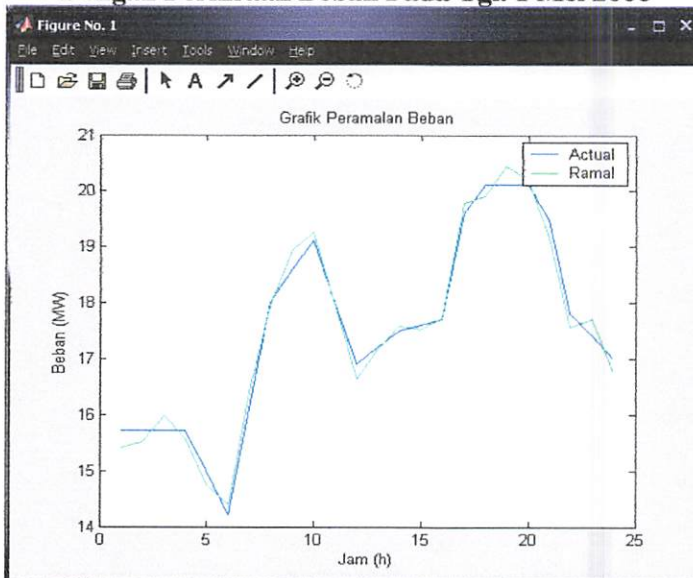 Figure No. 1
File Edit View Insert Tools Window Help
A
Grafik Peramalan Beban
Actual
Ramal
21
20
19
18
17
16
15
14
Beban (MW)
0 5 10 15 20 25
Jam (h)